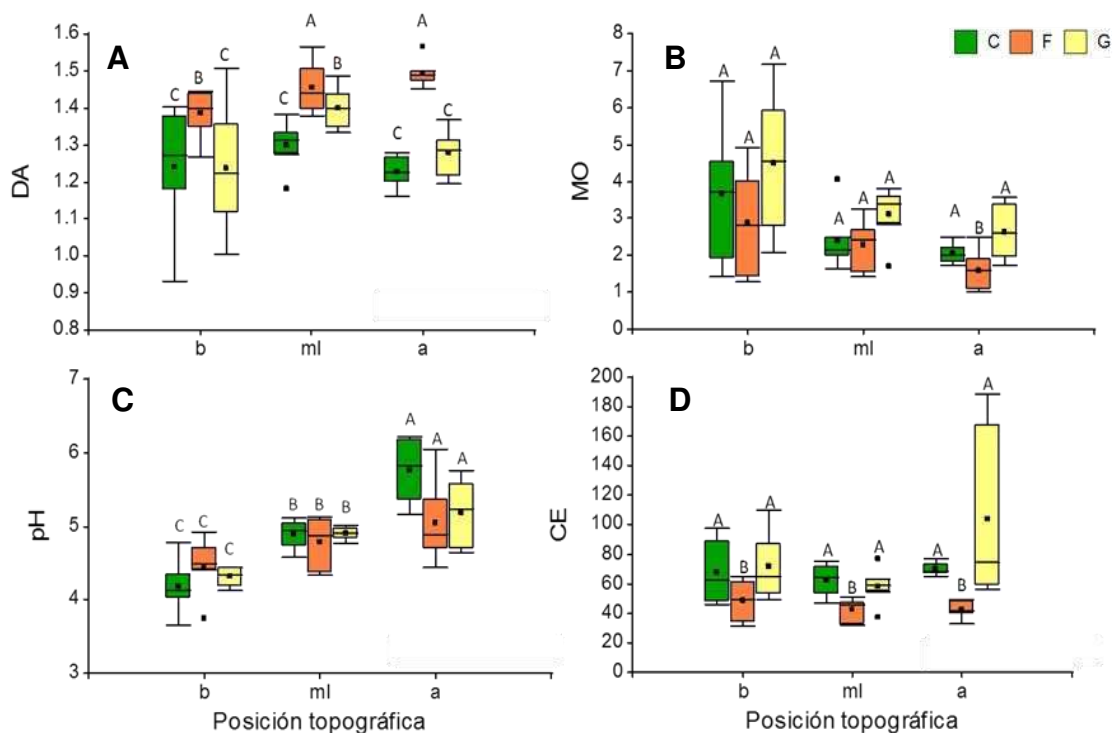 A
DA
1.6
1.5
1.4
1.3
1.2
1.1
1.0
0.9
0.8
C B C
C A B
C A C
b ml a
B
C F G
MO
8
7
6
5
4
3
2
1
0
A A A
A A A
A B A
b ml a
C
pH
7
6
5
4
3
C C C
B B B
A A A
b ml a
Posición topográfica
D
CE
200
180
160
140
120
100
80
60
40
20
0
A B A
A B A
A B A
b ml a
Posición topográfica